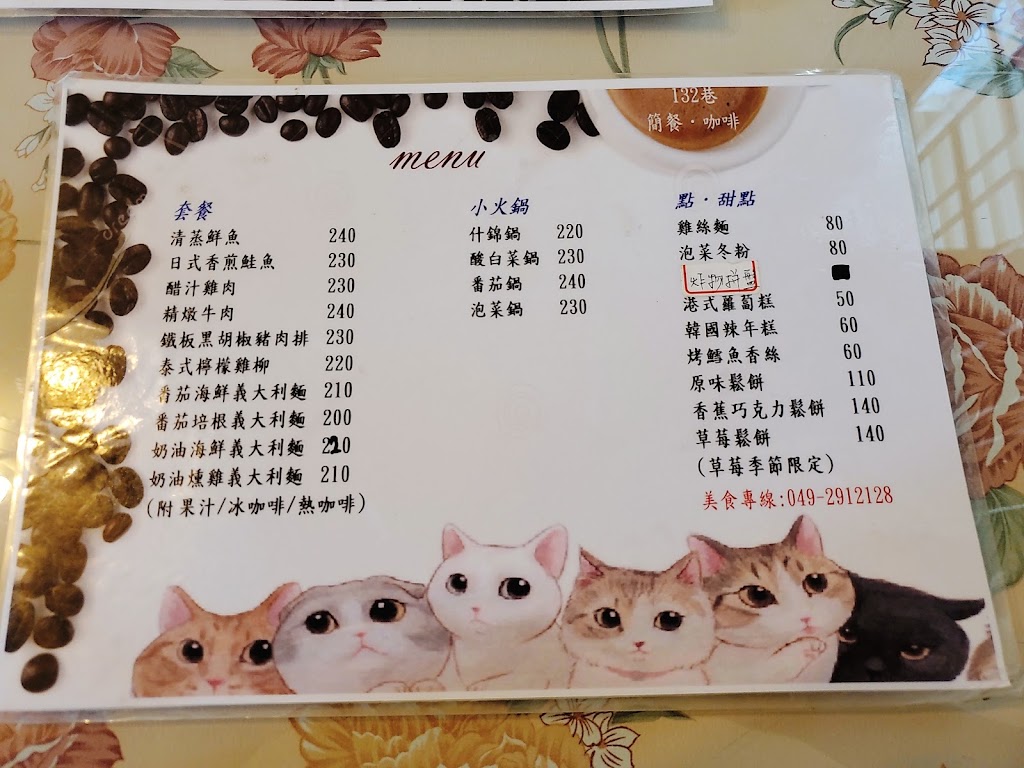 132巷
簡餐·咖啡
menu
套餐
清蒸鮮魚 240
日式香煎鮭魚 230
醋汁雞肉 230
精燉牛肉 240
鐵板黑胡椒豬肉排 230
泰式檸檬雞柳 220
番茄海鮮義大利麵 210
番茄培根義大利麵 200
奶油海鮮義大利麵 210
奶油燻雞義大利麵 210
(附果汁/冰咖啡/熱咖啡)
小火鍋
什錦鍋 220
酸白菜鍋 230
番茄鍋 240
泡菜鍋 230
點·甜點
雞絲麵 80
泡菜冬粉 80
炸物拼盤
港式蘿蔔糕 50
韓國辣年糕 60
烤鱈魚香絲 60
原味鬆餅 110
香蕉巧克力鬆餅 140
草莓鬆餅 140
(草莓季節限定)
美食專線:049-2912128